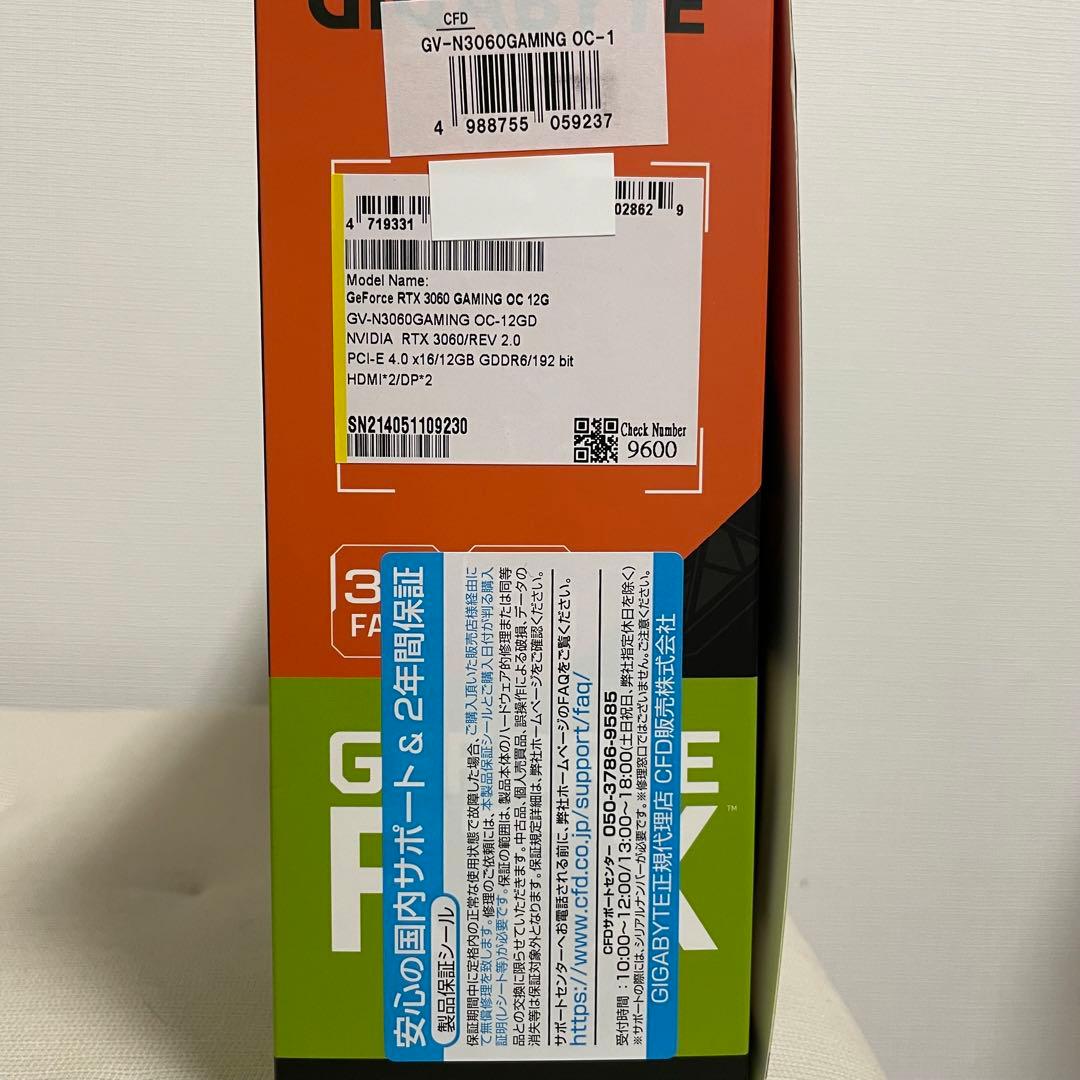 GIGABYTE
CFD
GV-N3060GAMING OC-1
4 988755 059237
4 719331
02862 9
Model Name:
GeForce RTX 3060 GAMING OC 12G
GV-N3060GAMING OC-12GD
NVIDIA RTX 3060/REV 2.0
PCI-E 4.0 x16/12GB GDDR6/192 bit
HDMI*2/DP*2
SN214051109230
Check Number
9600
3
FA
G
E
R
X
™
安心の国内サポート & 2年間保証
製品保証シール
保証期間中に定格内の正常な使用状態で故障した場合、ご購入頂いた販売店様経由に
て無償修理を致します。修理のご依頼には、本製品保証シールとご購入日付が判る購入
証明(レシート等)が必要です。保証の範囲は、製品本体のハードウェア的修理または同等
品との交換に限らせていただきます。中古品、個人売買品、誤操作による破損、データの
消失等は保証対象外となります。保証規定詳細は、弊社ホームページをご確認ください。
サポートセンターへお電話される前に、弊社ホームページのFAQをご覧ください。
https://www.cfd.co.jp/support/faq/
CFDサポートセンター 050-3786-9585
受付時間:10:00~12:00/13:00~18:00(土日祝日、弊社指定休日を除く)
※サポートの際には、シリアルナンバーが必要です。※修理窓口ではございません。ご注意ください。
GIGABYTE正規代理店 CFD販売株式会社